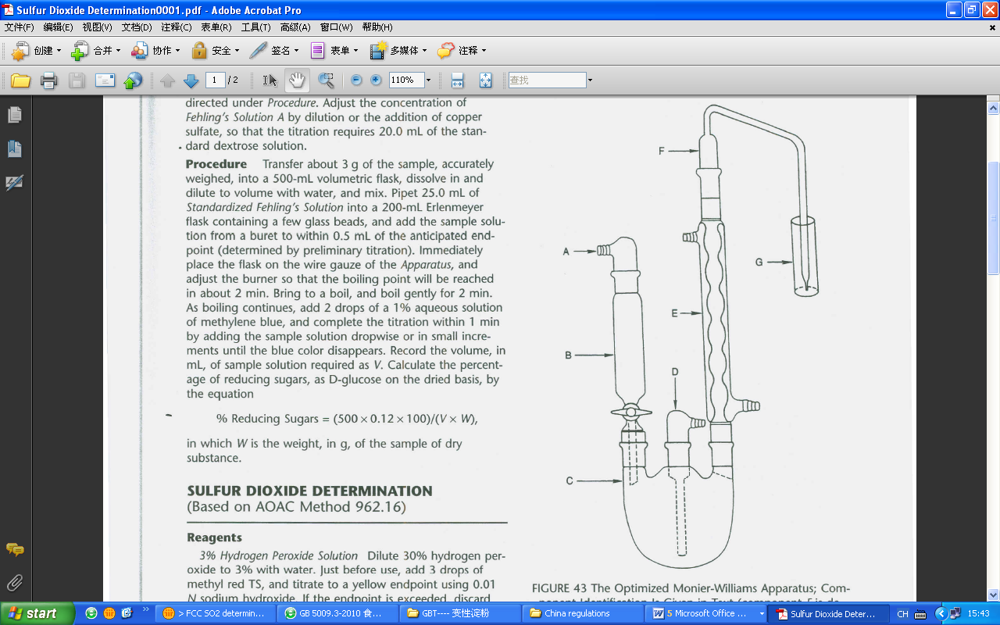 Sulfur Dioxide Determination0001.pdf - Adobe Acrobat Pro
文件(F) 编辑(E) 视图(V) 文档(D) 注释(C) 表单(R) 工具(T) 高级(A) 窗口(W) 帮助(H)
创建 合并 协作 安全 签名 表单 多媒体 注释
1 / 2 110% 查找
directed under Procedure. Adjust the concentration of
Fehling's Solution A by dilution or the addition of copper
sulfate, so that the titration requires 20.0 mL of the stan-
dard dextrose solution.
Procedure Transfer about 3 g of the sample, accurately
weighed, into a 500-mL volumetric flask, dissolve in and
dilute to volume with water, and mix. Pipet 25.0 mL of
Standardized Fehling's Solution into a 200-mL Erlenmeyer
flask containing a few glass beads, and add the sample solu-
tion from a buret to within 0.5 mL of the anticipated end-
point (determined by preliminary titration). Immediately
place the flask on the wire gauze of the Apparatus, and
adjust the burner so that the boiling point will be reached
in about 2 min. Bring to a boil, and boil gently for 2 min.
As boiling continues, add 2 drops of a 1% aqueous solution
of methylene blue, and complete the titration within 1 min
by adding the sample solution dropwise or in small incre-
ments until the blue color disappears. Record the volume, in
mL, of sample solution required as V. Calculate the percent-
age of reducing sugars, as D-glucose on the dried basis, by
the equation
% Reducing Sugars = (500 × 0.12 × 100)/(V × W),
in which W is the weight, in g, of the sample of dry
substance.
SULFUR DIOXIDE DETERMINATION
(Based on AOAC Method 962.16)
Reagents
3% Hydrogen Peroxide Solution Dilute 30% hydrogen per-
oxide to 3% with water. Just before use, add 3 drops of
methyl red TS, and titrate to a yellow endpoint using 0.01
N sodium hydroxide. If the endpoint is exceeded, discard
F
A
G
E
B
D
C
FIGURE 43 The Optimized Monier-Williams Apparatus; Com-
ponent Identification Is Given in Text (component F is de-
start > FCC SO2 determin... GB 5009.3-2010 食... GBT---- 变性淀粉 China regulations 5 Microsoft Office ... Sulfur Dioxide Deter... CH 15:43